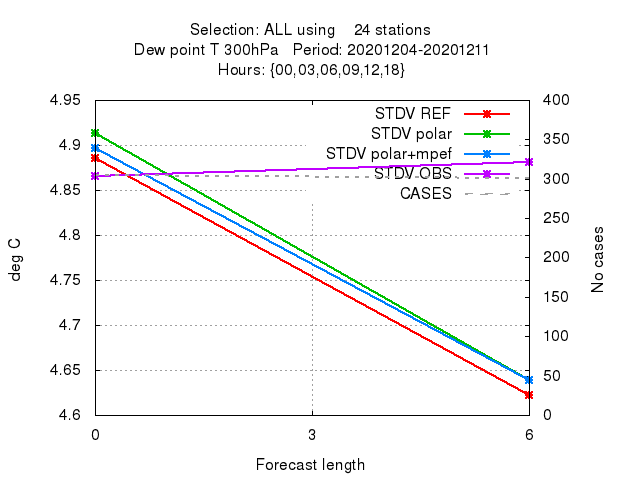 Selection: ALL using 24 stations
Dew point T 300hPa Period: 20201204-20201211
Hours: {00,03,06,09,12,18}
4.95
4.9
4.85
4.8
4.75
4.7
4.65
4.6
deg C
STDV REF
STDV polar
STDV polar+mpef
STDV OBS
CASES
400
350
300
250
200
150
100
50
0
No cases
0
3
6
Forecast length